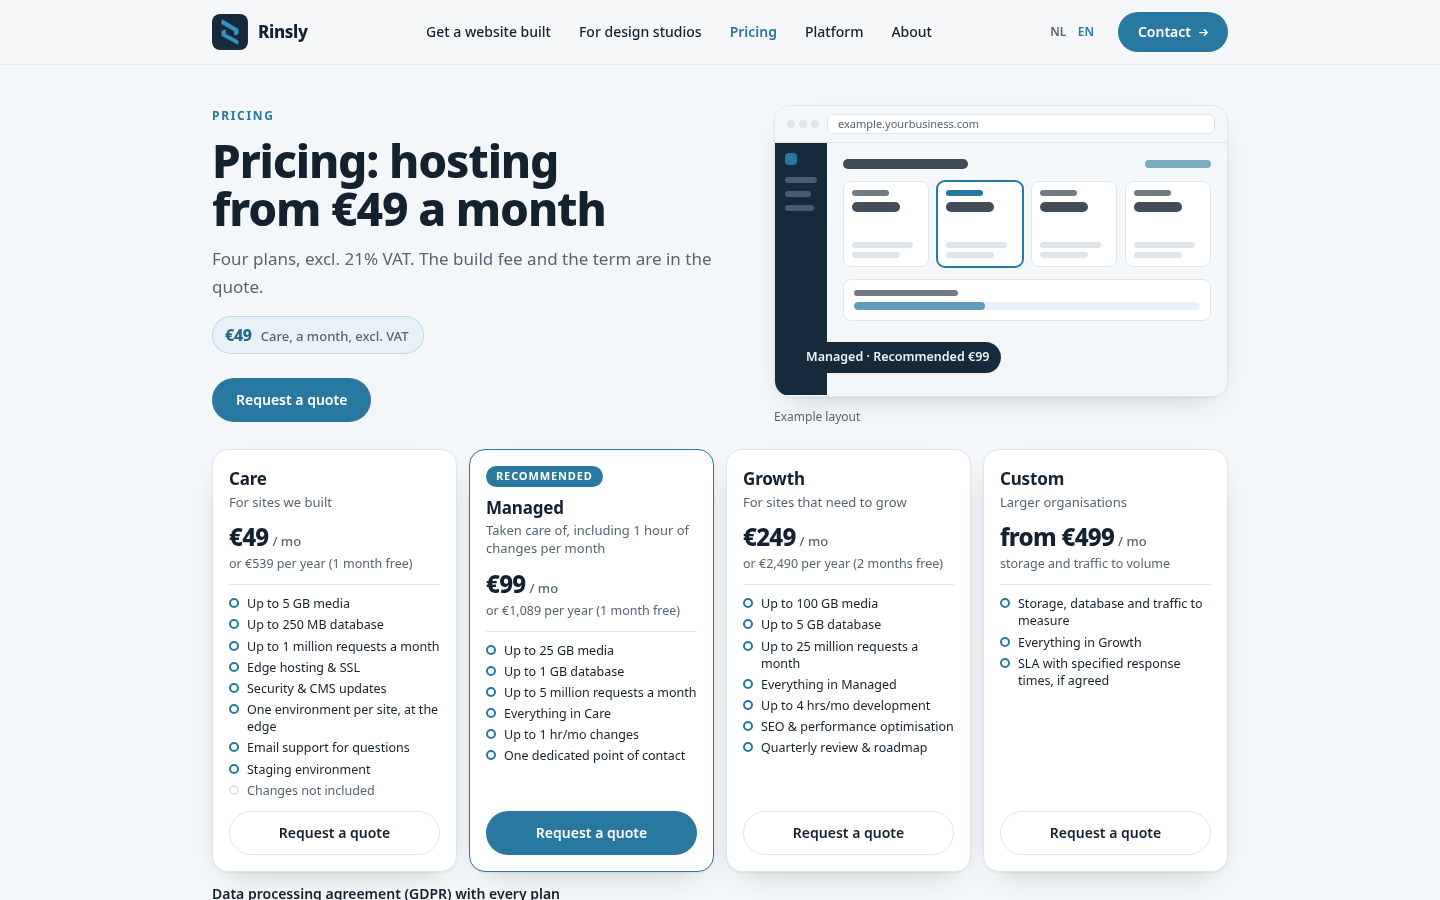 Rinsly
Get a website built
For design studios
Pricing
Platform
About
NL · EN
Contact →
PRICING
Pricing: hosting
from €49 a month
Four plans, excl. 21% VAT. The build fee and the term are in the
quote.
€49 Care, a month, excl. VAT
Request a quote
example.yourbusiness.com
Managed · Recommended €99
Example layout
Care
For sites we built
€49 / mo
or €539 per year (1 month free)
Up to 5 GB media
Up to 250 MB database
Up to 1 million requests a month
Edge hosting & SSL
Security & CMS updates
One environment per site, at the
edge
Email support for questions
Staging environment
Changes not included
Request a quote
RECOMMENDED
Managed
Taken care of, including 1 hour of
changes per month
€99 / mo
or €1,089 per year (1 month free)
Up to 25 GB media
Up to 1 GB database
Up to 5 million requests a month
Everything in Care
Up to 1 hr/mo changes
One dedicated point of contact
Request a quote
Growth
For sites that need to grow
€249 / mo
or €2,490 per year (2 months free)
Up to 100 GB media
Up to 5 GB database
Up to 25 million requests a
month
Everything in Managed
Up to 4 hrs/mo development
SEO & performance optimisation
Quarterly review & roadmap
Request a quote
Custom
Larger organisations
from €499 / mo
storage and traffic to volume
Storage, database and traffic to
measure
Everything in Growth
SLA with specified response
times, if agreed
Request a quote
Data processing agreement (GDPR) with every plan